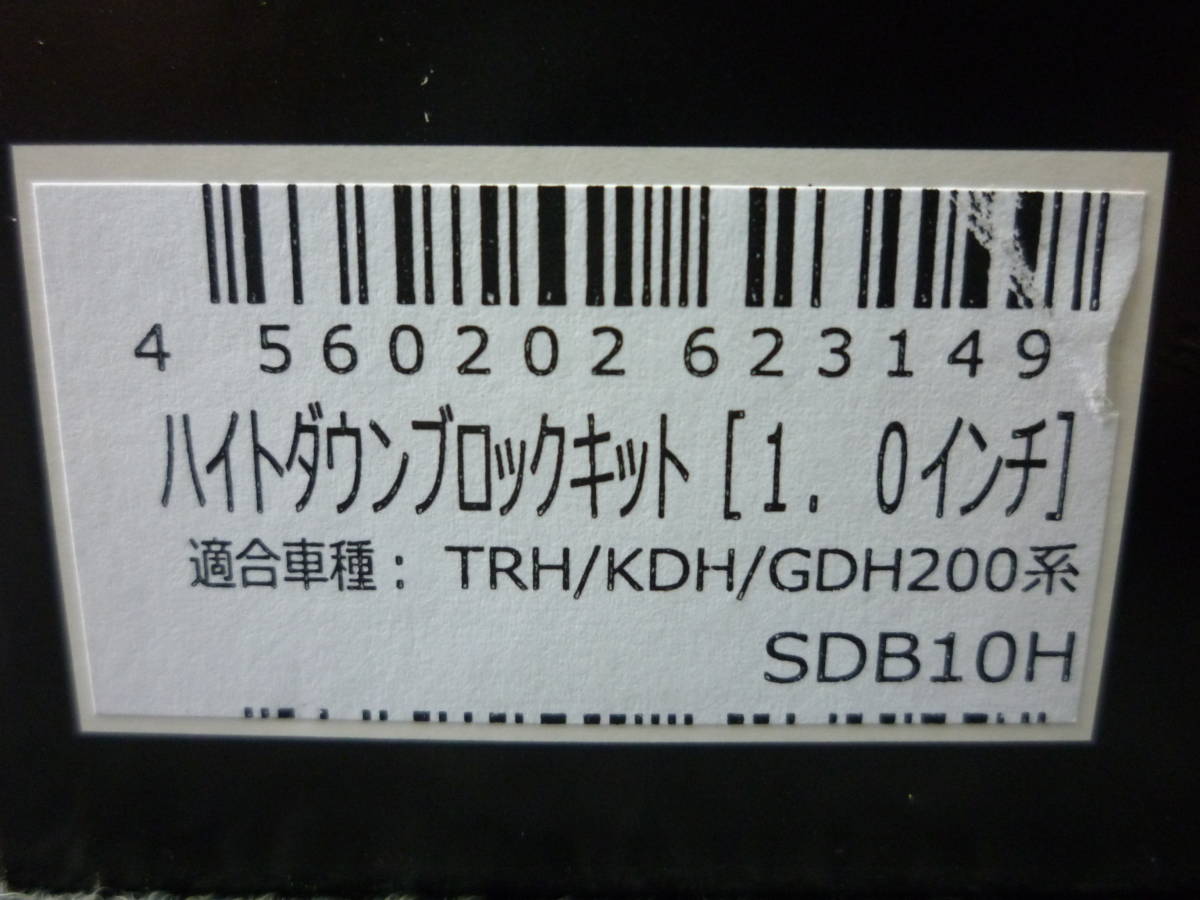 4 560202 623149
ハイトダウンブロックキット［１．０インチ］
適合車種： TRH/KDH/GDH200系
SDB10H